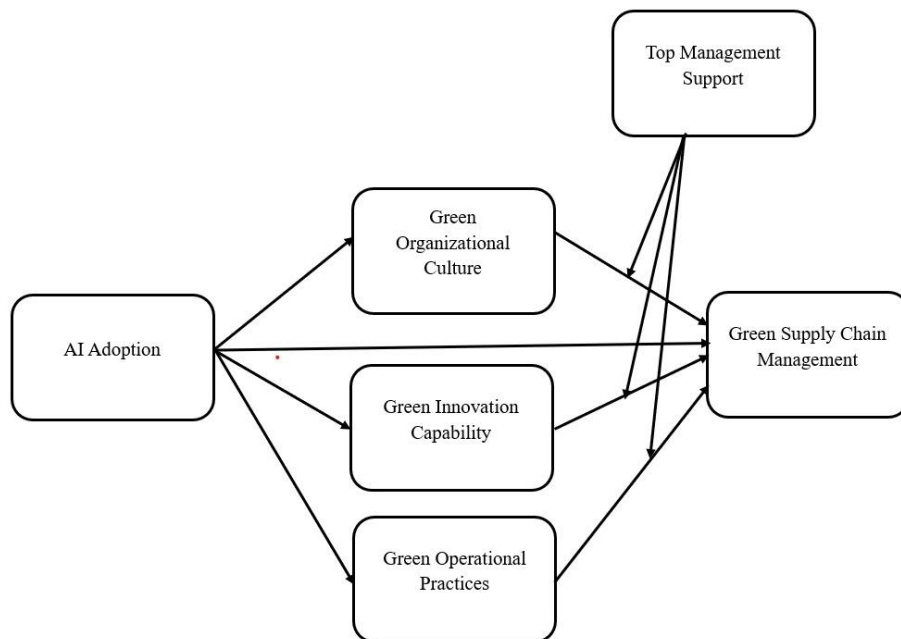 Top Management
Support
Green
Organizational
Culture
AI Adoption
Green Supply Chain
Management
Green Innovation
Capability
Green Operational
Practices